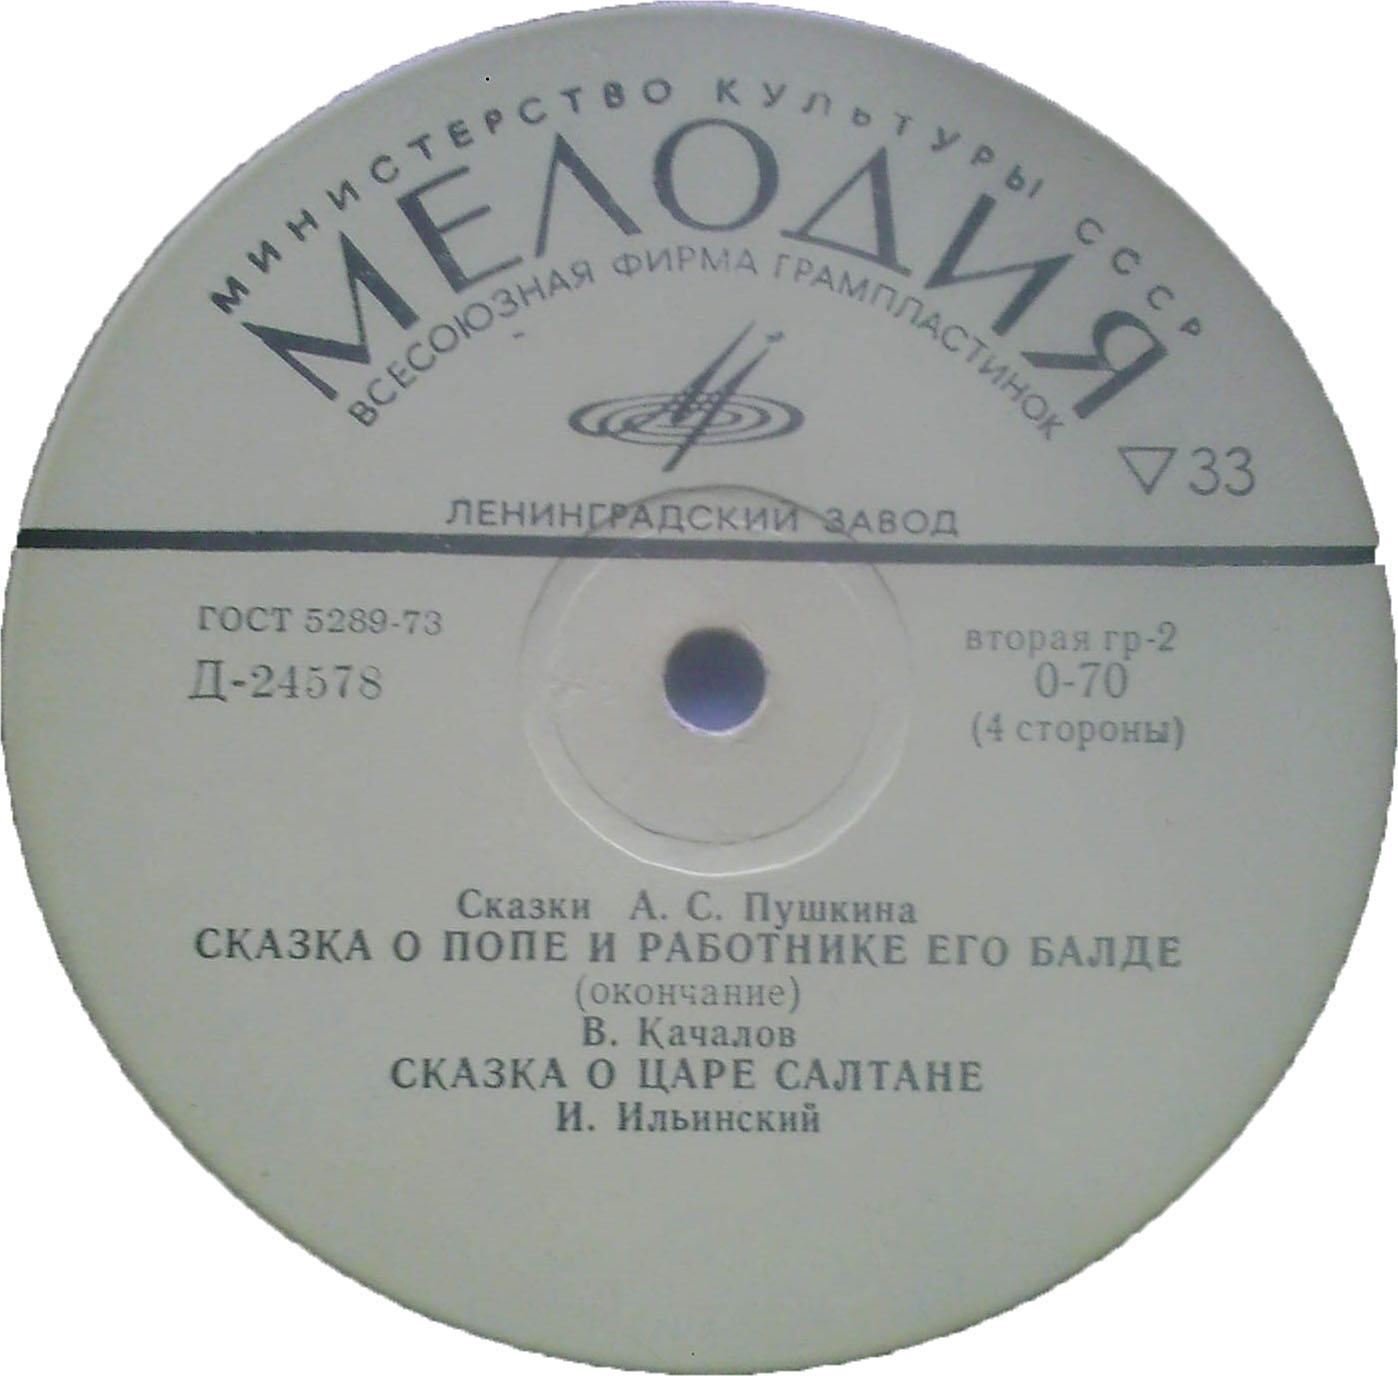 МИНИСТЕРСТВО КУЛЬТУРЫ СССР
МЕЛОДИЯ
ВСЕСОЮЗНАЯ ФИРМА ГРАМПЛАСТИНОК
▽ 33
ЛЕНИНГРАДСКИЙ ЗАВОД
ГОСТ 5289-73
Д-24578
вторая гр-2
0-70
(4 стороны)
Сказки А. С. Пушкина
СКАЗКА О ПОПЕ И РАБОТНИКЕ ЕГО БАЛДЕ
(окончание)
В. Качалов
СКАЗКА О ЦАРЕ САЛТАНЕ
И. Ильинский